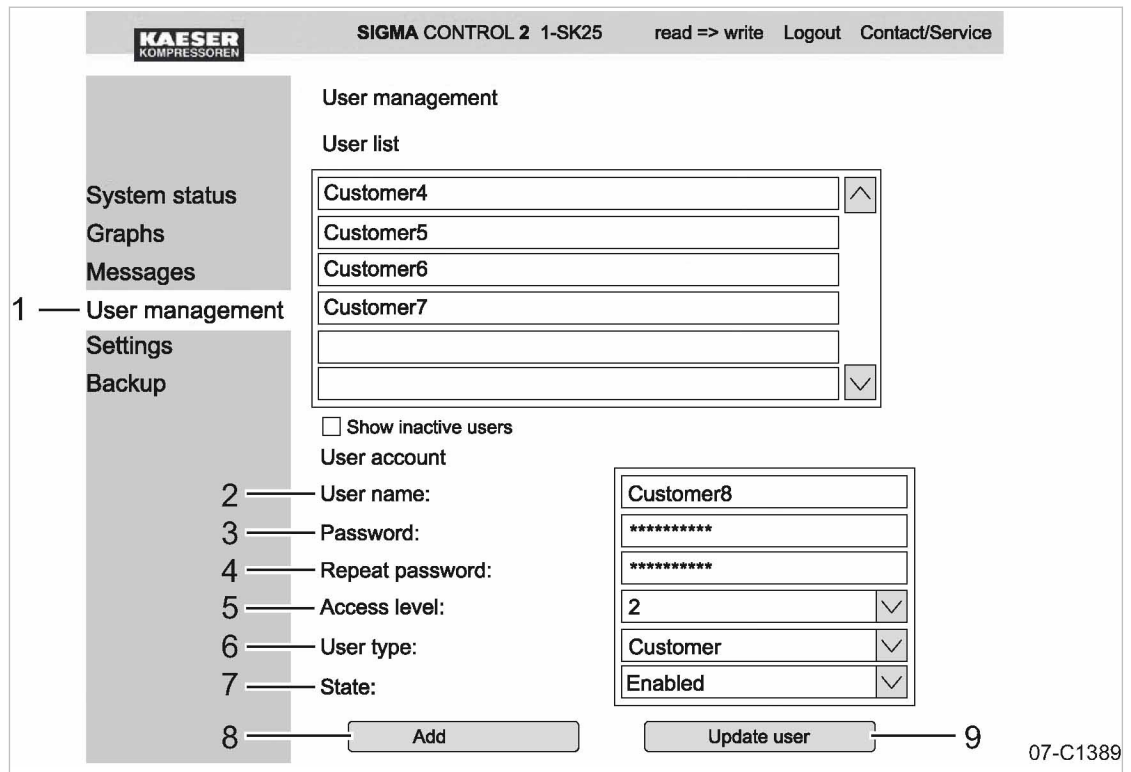 KAESER
KOMPRESSOREN
SIGMA CONTROL 2 1-SK25 read => write Logout Contact/Service
User management
User list
System status
Graphs
Messages
1 User management
Settings
Backup
Customer4
Customer5
Customer6
Customer7
Show inactive users
User account
2 User name: Customer8
3 Password: **********
4 Repeat password: **********
5 Access level: 2
6 User type: Customer
7 State: Enabled
8 Add Update user 9
07-C1389